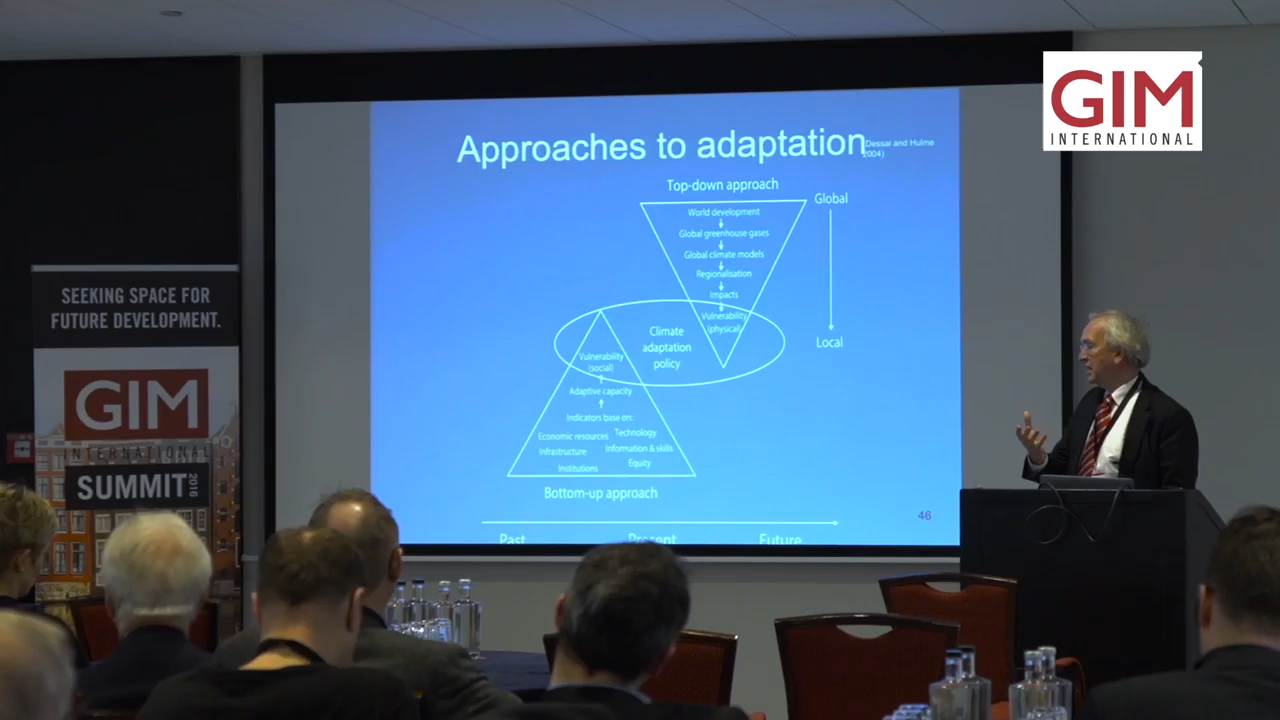 GIM
INTERNATIONAL
Approaches to adaptation
(Dessai and Hulme
2004)
Top-down approach
Global
World development
Global greenhouse gases
Global climate models
Regionalisation
Impacts
Vulnerability
(physical)
Climate
adaptation
policy
Local
Vulnerability
(social)
Adaptive capacity
Indicators base on:
Economic resources
Technology
Infrastructure
Information & skills
Institutions
Equity
Bottom-up approach
46
Past
Present
Future
SEEKING SPACE FOR
FUTURE DEVELOPMENT.
GIM
INTERNATIONAL
SUMMIT 2016